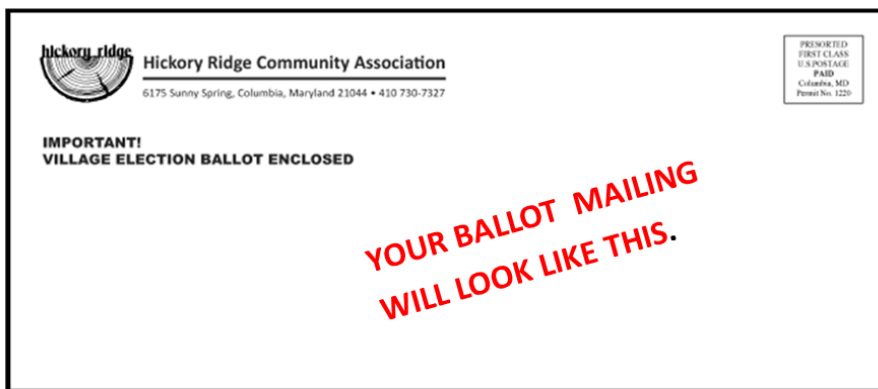 hickory ridge
Hickory Ridge Community Association
6175 Sunny Spring, Columbia, Maryland 21044 • 410 730-7327
PRESORTED
FIRST CLASS
U.S.POSTAGE
PAID
Columbia, MD
Permit No. 1220
IMPORTANT!
VILLAGE ELECTION BALLOT ENCLOSED
YOUR BALLOT MAILING
WILL LOOK LIKE THIS.